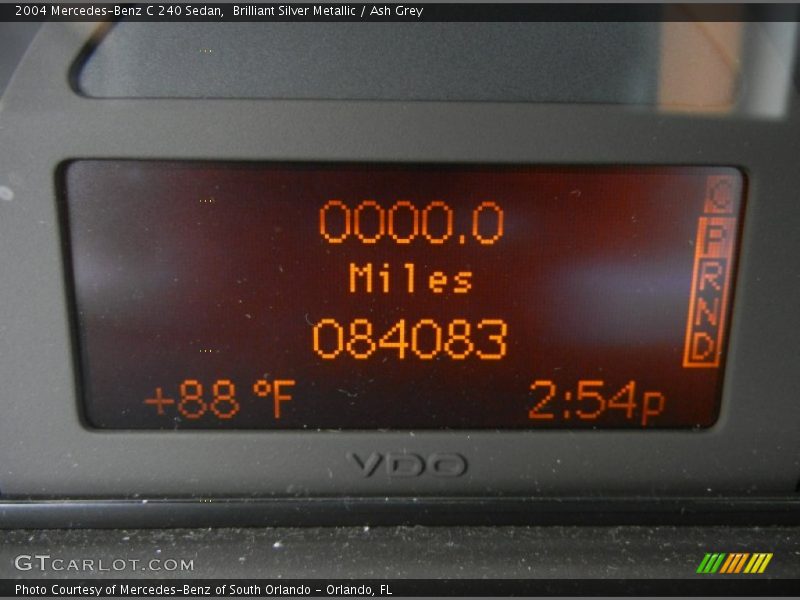 2004 Mercedes-Benz C 240 Sedan,  Brilliant Silver Metallic / Ash Grey
0000.0
Miles
084083
+88 °F
2:54p
C
P
R
N
D
VDO
GTCARLOT.COM
Photo Courtesy of Mercedes-Benz of South Orlando - Orlando, FL